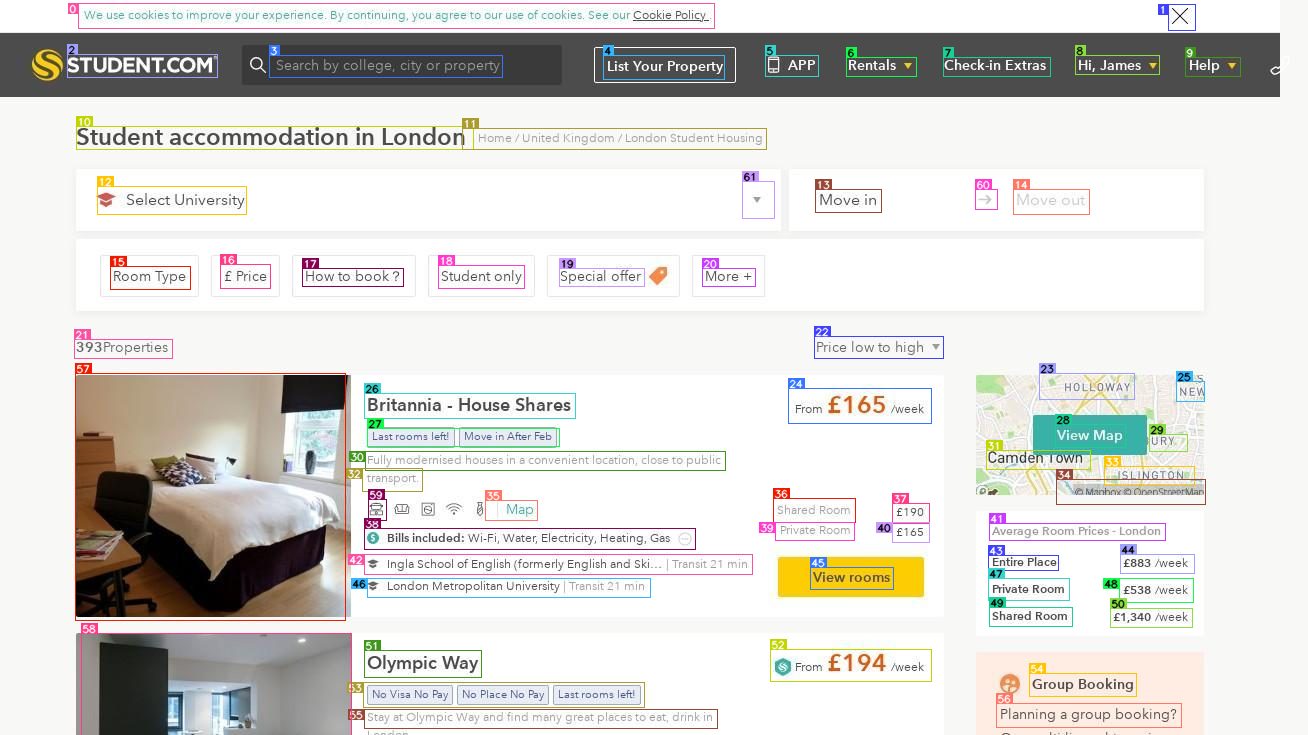 We use cookies to improve your experience. By continuing, you agree to our use of cookies. See our Cookie Policy .
STUDENT.COM
Search by college, city or property
List Your Property
APP
Rentals
Check-in Extras
Hi, James
Help
Student accommodation in London
Home / United Kingdom / London Student Housing
Select University
Move in
Move out
Room Type
£ Price
How to book ?
Student only
Special offer
More +
393 Properties
Price low to high
Britannia - House Shares
From £165 /week
Last rooms left!
Move in After Feb
Fully modernised houses in a convenient location, close to public
transport.
Map
Shared Room £190
Private Room £165
Bills included: Wi-Fi, Water, Electricity, Heating, Gas
Ingla School of English (formerly English and Ski... | Transit 21 min
London Metropolitan University | Transit 21 min
View rooms
Olympic Way
From £194 /week
No Visa No Pay
No Place No Pay
Last rooms left!
Stay at Olympic Way and find many great places to eat, drink in
London
HOLLOWAY
NEW
View Map
BURY
Camden Town
ISLINGTON
© Mapbox © OpenStreetMap
Average Room Prices - London
Entire Place £883 /week
Private Room £538 /week
Shared Room £1,340 /week
Group Booking
Planning a group booking?